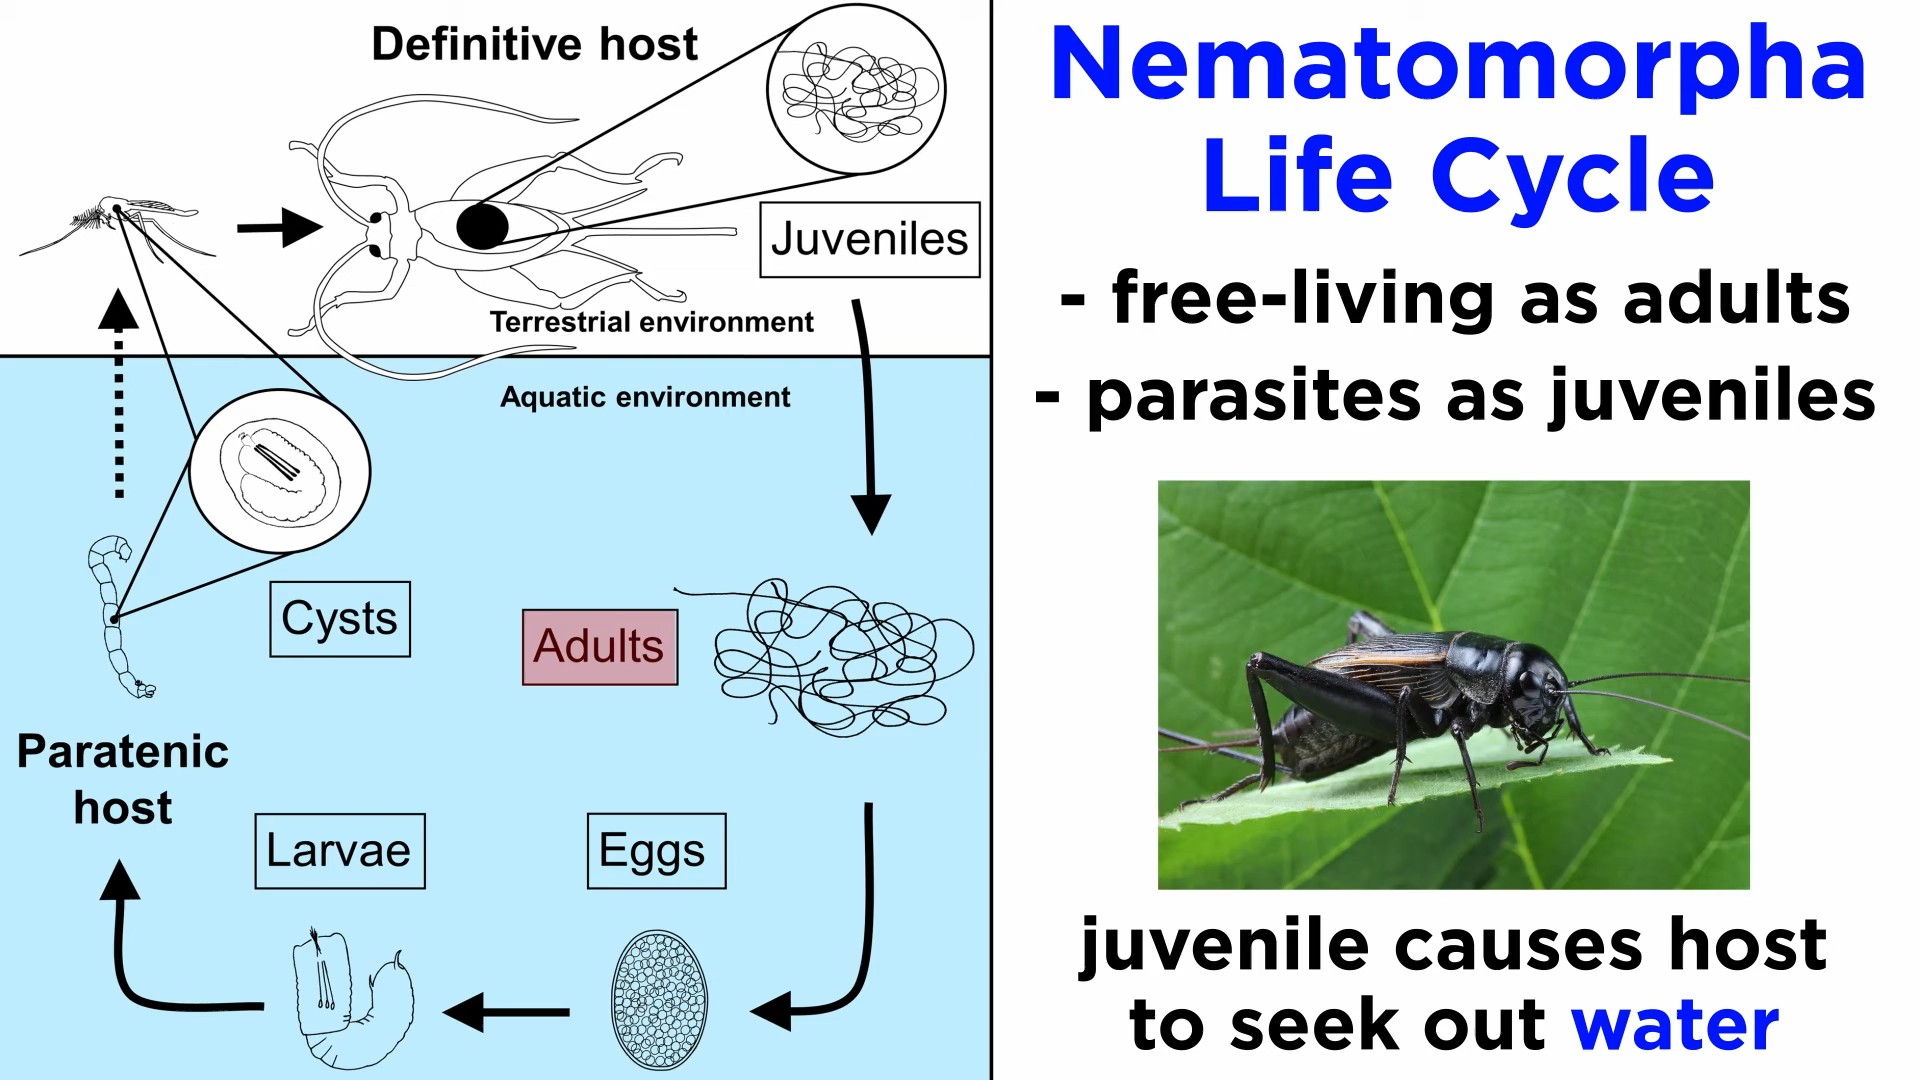 Definitive host
Juveniles
Terrestrial environment
Aquatic environment
Cysts
Adults
Paratenic
host
Larvae
Eggs
Nematomorpha
Life Cycle
- free-living as adults
- parasites as juveniles
juvenile causes host
to seek out water